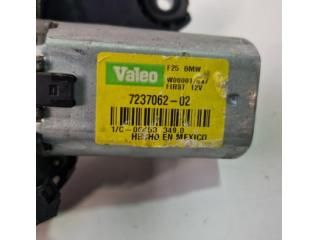 Valeo
F25 BMW
FIRST 12V
7237062-02
HECHO EN MEXICO